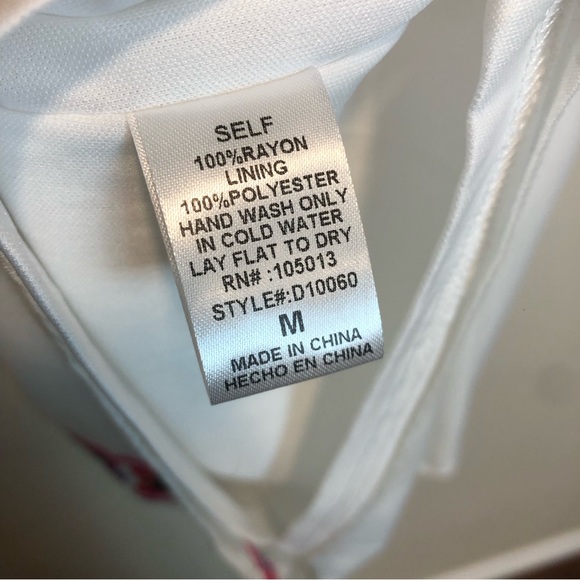 SELF
100%RAYON
LINING
100%POLYESTER
HAND WASH ONLY
IN COLD WATER
LAY FLAT TO DRY
RN# :105013
STYLE#:D10060
M
MADE IN CHINA
HECHO EN CHINA